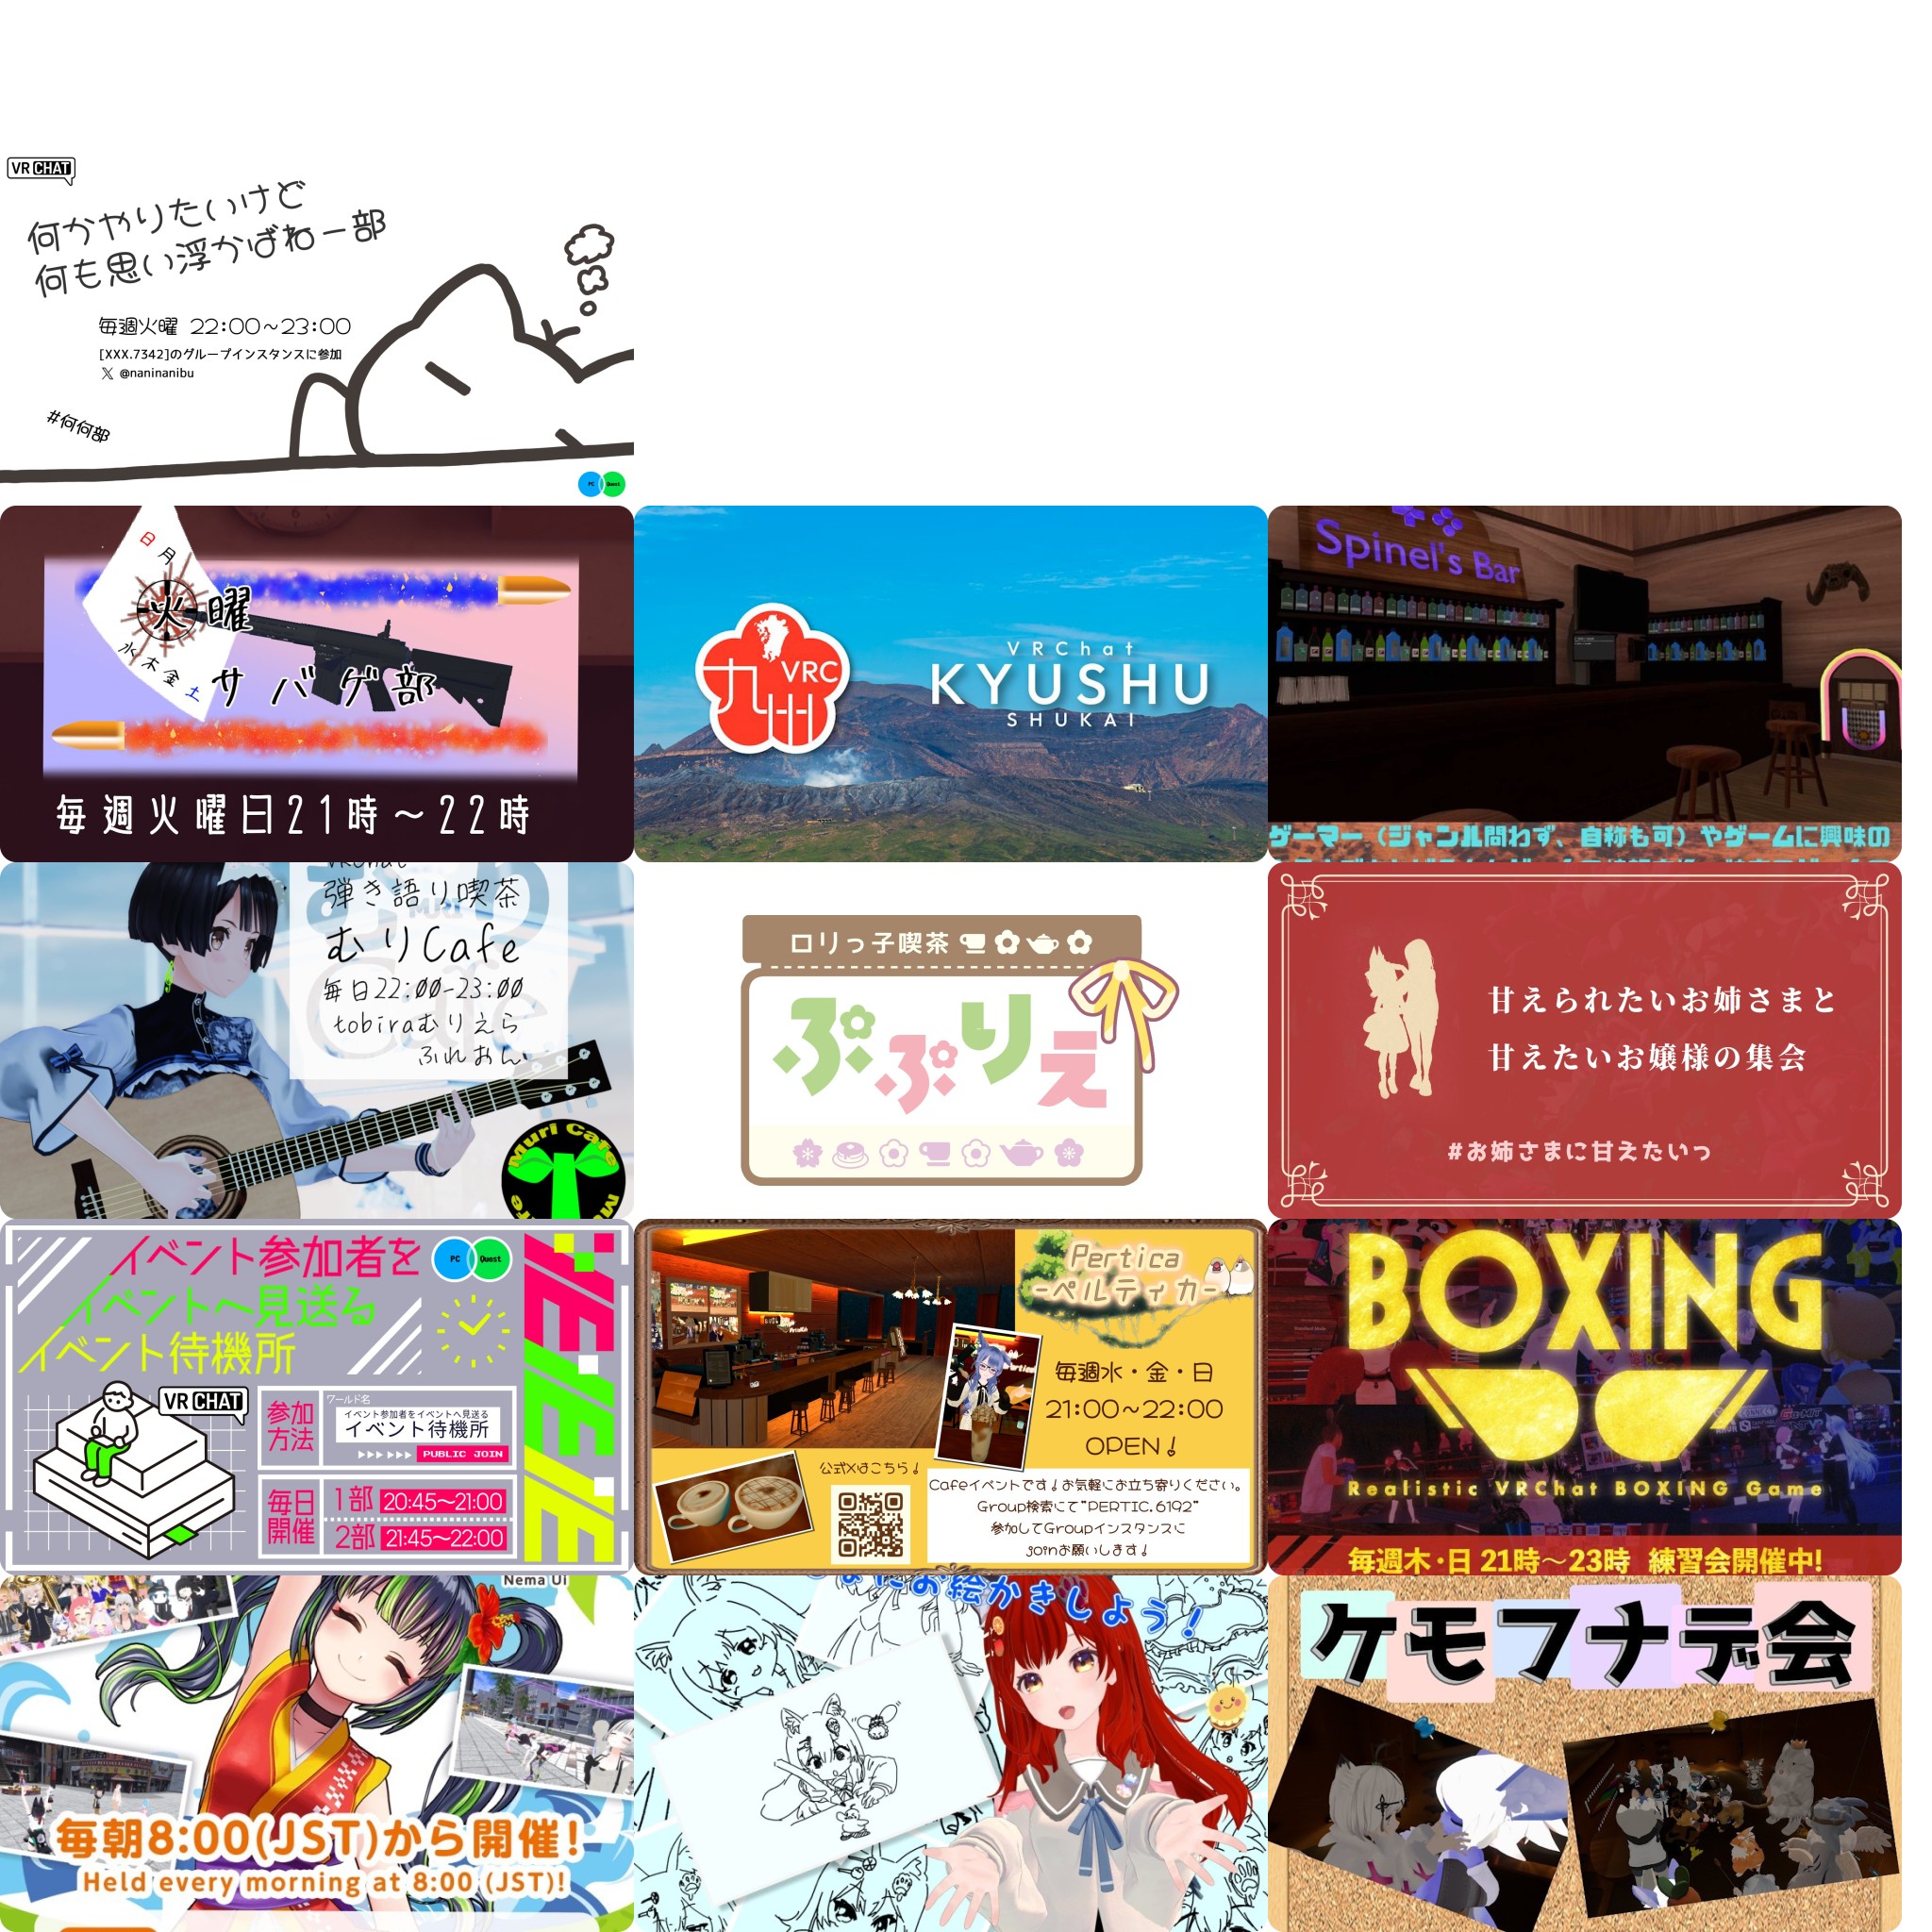 VR CHAT
何かやりたいけど
何も思い浮かばねー部
毎週火曜 22:00~23:00
[XXX.7342]のグループインスタンスに参加
X @naninanibu
#何何部
PC Quest
日
月
火曜
水 木 金 土
サバゲ部
毎週火曜日21時~22時
九州
VRC
VRChat
KYUSHU
SHUKAI
Spinel's Bar
ゲーマー(ジャンル問わず、自称も可)やゲームに興味の
弾き語り喫茶
むりCafe
毎日22:00-23:00
tobiraむりえら
ふれおん
Muri Cafe
ロリっ子喫茶
ぷぷりえ
甘えられたいお姉さまと
甘えたいお嬢様の集会
#お姉さまに甘えたいっ
イベント参加者を
イベントへ見送る
イベント待機所
PC Quest
VR CHAT
参加方法
ワールド名
イベント参加者をイベントへ見送る
イベント待機所
PUBLIC JOIN
毎日開催
1部 20:45~21:00
2部 21:45~22:00
Pertica
-ペルティカ-
毎週水・金・日
21:00~22:00
OPEN!
公式Xはこちら!
Cafeイベントです!お気軽にお立ち寄りください。
Group検索にて"PERTIC.6192"
参加してGroupインスタンスに
joinお願いします!
BOXING
Realistic VRChat BOXING Game
毎週木・日 21時~23時 練習会開催中!
Nema Ui
毎朝8:00(JST)から開催!
Held every morning at 8:00 (JST)!
お絵かきしよう!
ケモフナデ会